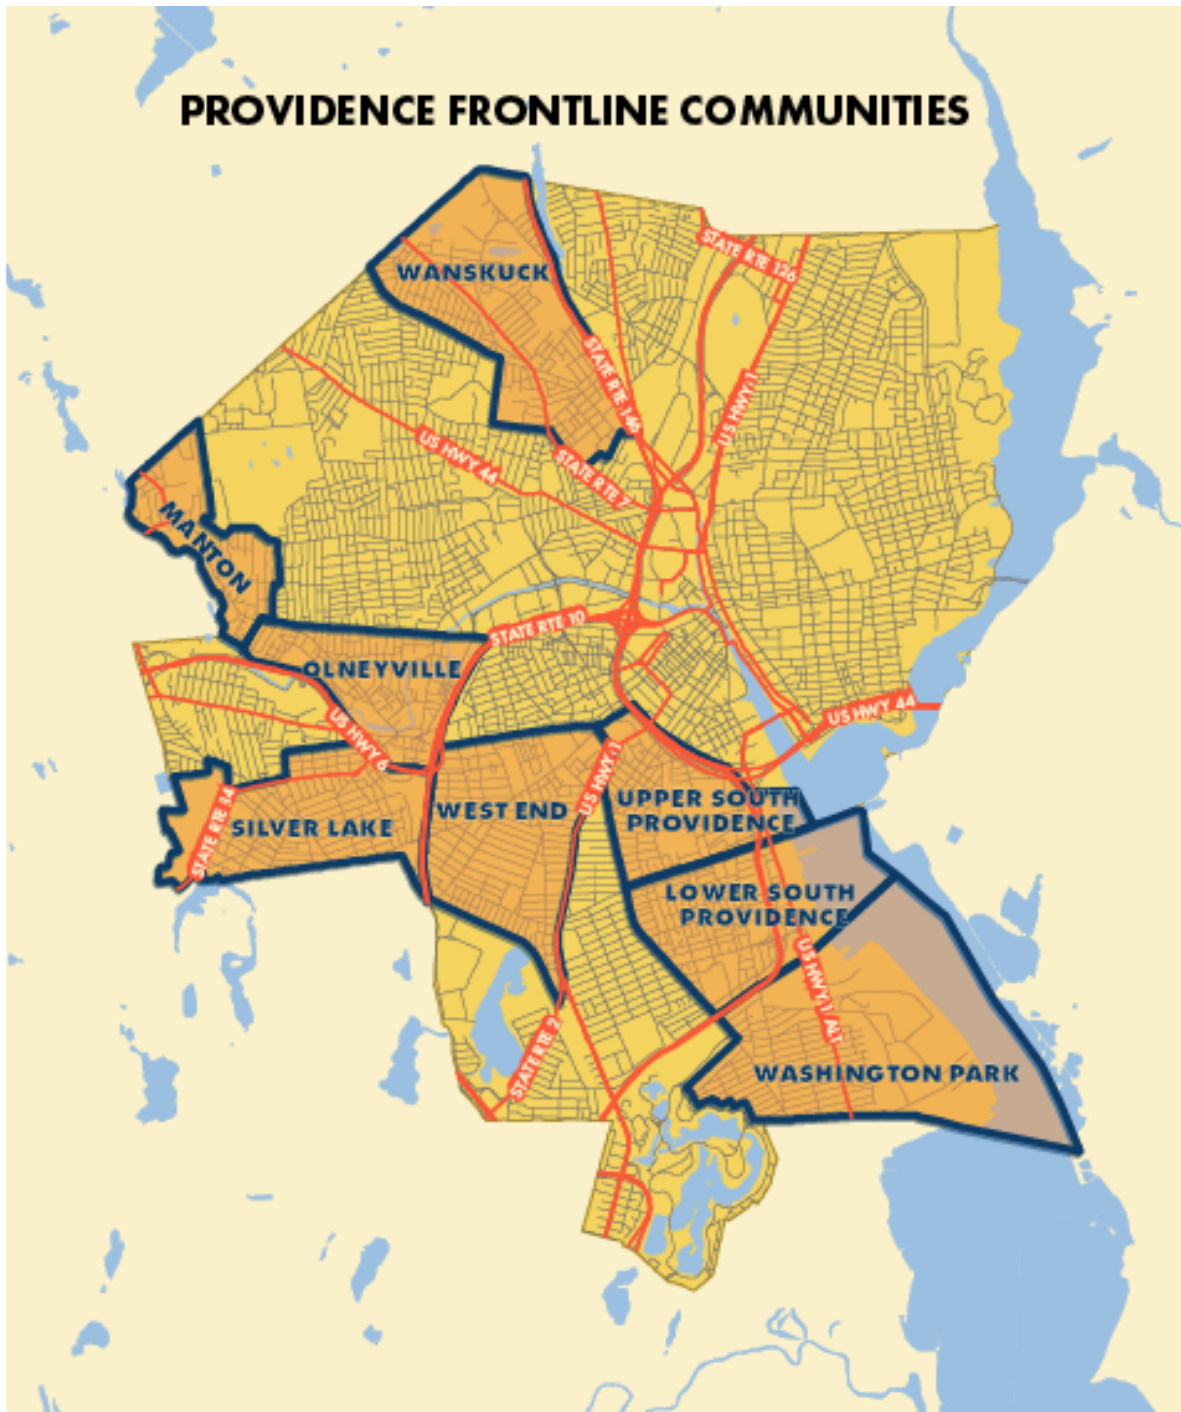 PROVIDENCE FRONTLINE COMMUNITIES
STATE RTE 126
WANSKUCK
STATE RTE 146
US HWY 1
US HWY 44
STATE RTE 7
MANTON
STATE RTE 10
OLNEYVILLE
US HWY 44
US HWY 6
US HWY 1
WEST END
UPPER SOUTH
PROVIDENCE
STATE RTE 14
SILVER LAKE
LOWER SOUTH
PROVIDENCE
US HWY 1 ALT
STATE RTE 2
WASHINGTON PARK